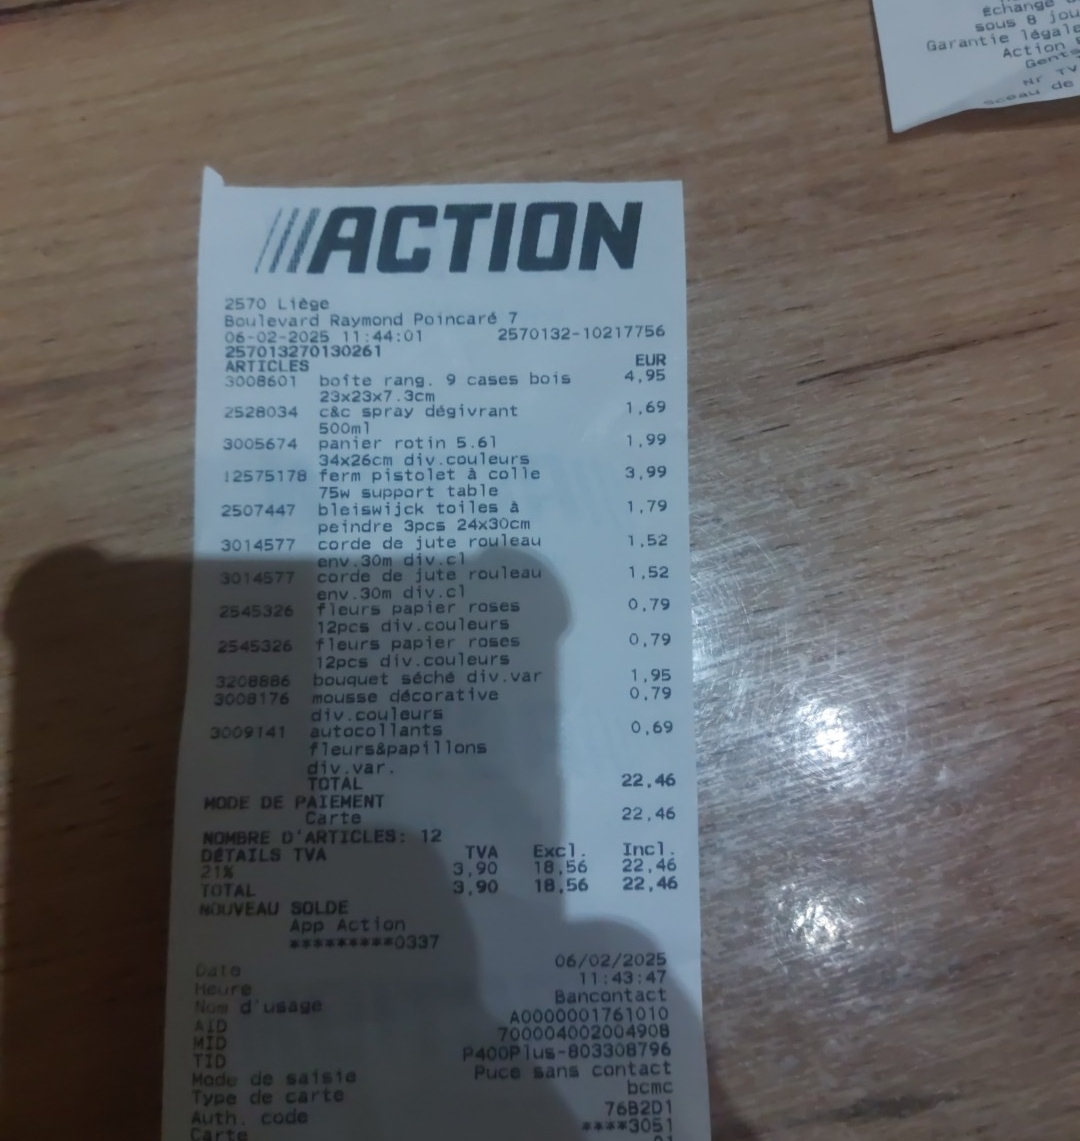 Échange
sous 8 jou
Garantie légale
Action
Nr TV
ACTION
2570 Liège
Boulevard Raymond Poincaré 7
06-02-2025 11:44:01 2570132-10217756
257013270130261
ARTICLES EUR
3008601 boîte rang. 9 cases bois 4,95
23x23x7.3cm
2528034 c&c spray dégivrant 1,69
500ml
3005674 panier rotin 5.6l 1,99
34x26cm div.couleurs
12575178 ferm pistolet à colle 3,99
75w support table
2507447 bleiswijck toiles à 1,79
peindre 3pcs 24x30cm
3014577 corde de jute rouleau 1,52
env.30m div.cl
3014577 corde de jute rouleau 1,52
env.30m div.cl
2545326 fleurs papier roses 0,79
12pcs div.couleurs
2545326 fleurs papier roses 0,79
12pcs div.couleurs
3208886 bouquet séché div.var 1,95
3008176 mousse décorative 0,79
div.couleurs
3009141 autocollants 0,69
fleurs&papillons
div.var.
TOTAL 22,46
MODE DE PAIEMENT
Carte 22,46
NOMBRE D'ARTICLES: 12
DÉTAILS TVA TVA Excl. Incl.
21% 3,90 18,56 22,46
TOTAL 3,90 18,56 22,46
NOUVEAU SOLDE
App Action
*********0337
Date 06/02/2025
Heure 11:43:47
Nom d'usage Bancontact
AID A0000001761010
MID 700004002004908
TID P400Plus-803308796
Mode de saisie Puce sans contact
Type de carte bcmc
Auth. code 76B2D1
Carte ****3051